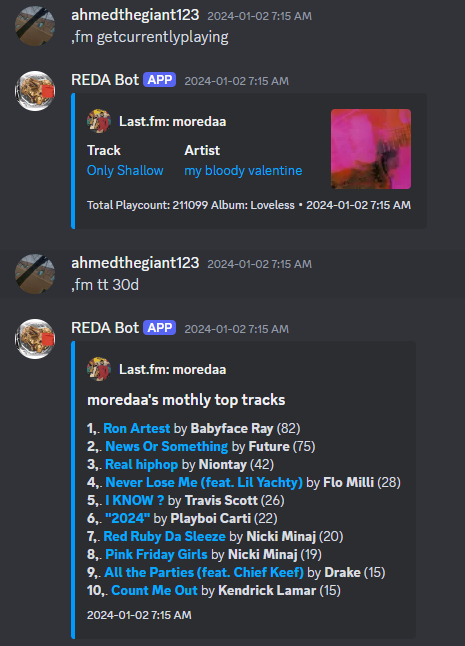 ahmedthegiant123 2024-01-02 7:15 AM
,fm getcurrentlyplaying
REDA Bot APP 2024-01-02 7:15 AM
Last.fm: moredaa
Track Artist
Only Shallow my bloody valentine
Total Playcount: 211099 Album: Loveless • 2024-01-02 7:15 AM
ahmedthegiant123 2024-01-02 7:15 AM
,fm tt 30d
REDA Bot APP 2024-01-02 7:15 AM
Last.fm: moredaa
moredaa's mothly top tracks
1,. Ron Artest by Babyface Ray (82)
2,. News Or Something by Future (75)
3,. Real hiphop by Niontay (42)
4,. Never Lose Me (feat. Lil Yachty) by Flo Milli (28)
5,. I KNOW ? by Travis Scott (26)
6,. "2024" by Playboi Carti (22)
7,. Red Ruby Da Sleeze by Nicki Minaj (20)
8,. Pink Friday Girls by Nicki Minaj (19)
9,. All the Parties (feat. Chief Keef) by Drake (15)
10,. Count Me Out by Kendrick Lamar (15)
2024-01-02 7:15 AM